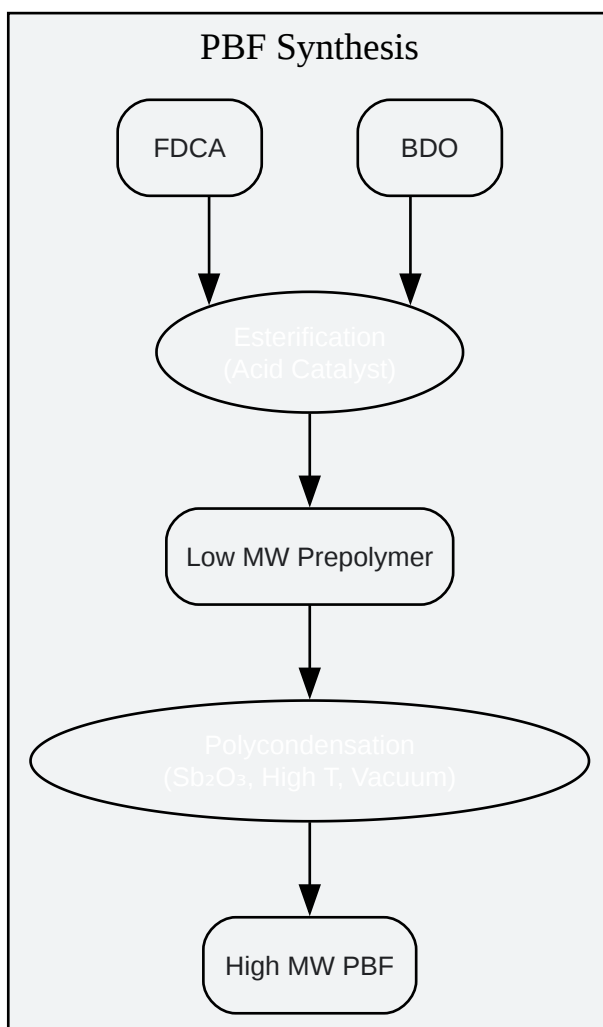 PBF Synthesis
FDCA
BDO
Esterification
(Acid Catalyst)
Low MW Prepolymer
Polycondensation
(Sb₂O₃, High T, Vacuum)
High MW PBF